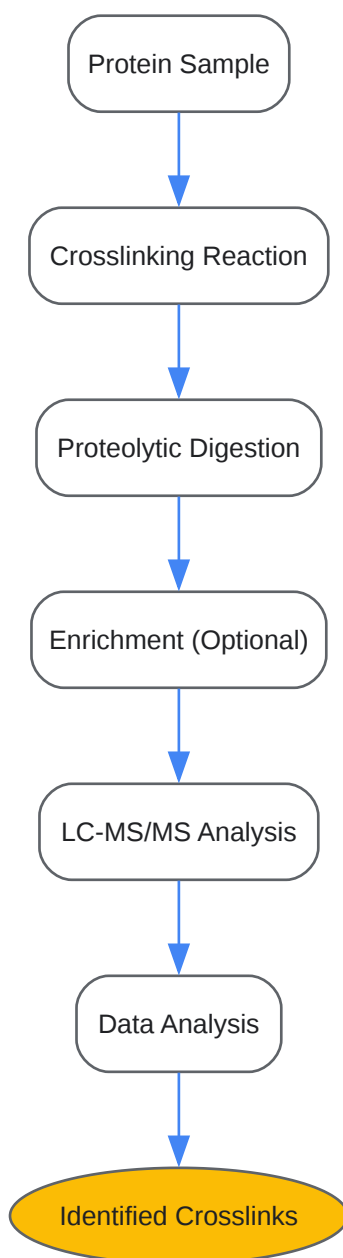 Protein Sample
Crosslinking Reaction
Proteolytic Digestion
Enrichment (Optional)
LC-MS/MS Analysis
Data Analysis
Identified Crosslinks